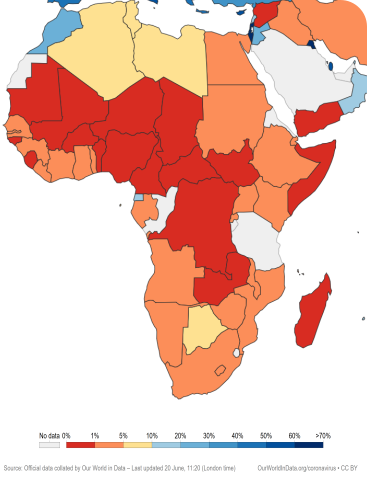 No data 0% 1% 5% 10% 20% 30% 40% 50% 60% >70%
Source: Official data collated by Our World in Data – Last updated 20 June, 11:20 (London time) OurWorldInData.org/coronavirus • CC BY